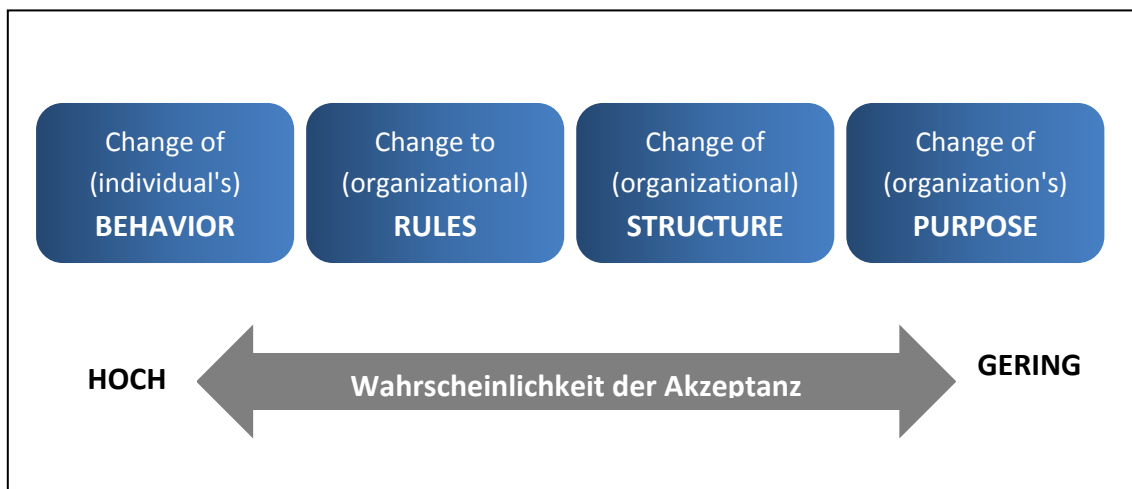 Change of
(individual's)
BEHAVIOR
Change to
(organizational)
RULES
Change of
(organizational)
STRUCTURE
Change of
(organization's)
PURPOSE
HOCH
Wahrscheinlichkeit der Akzeptanz
GERING